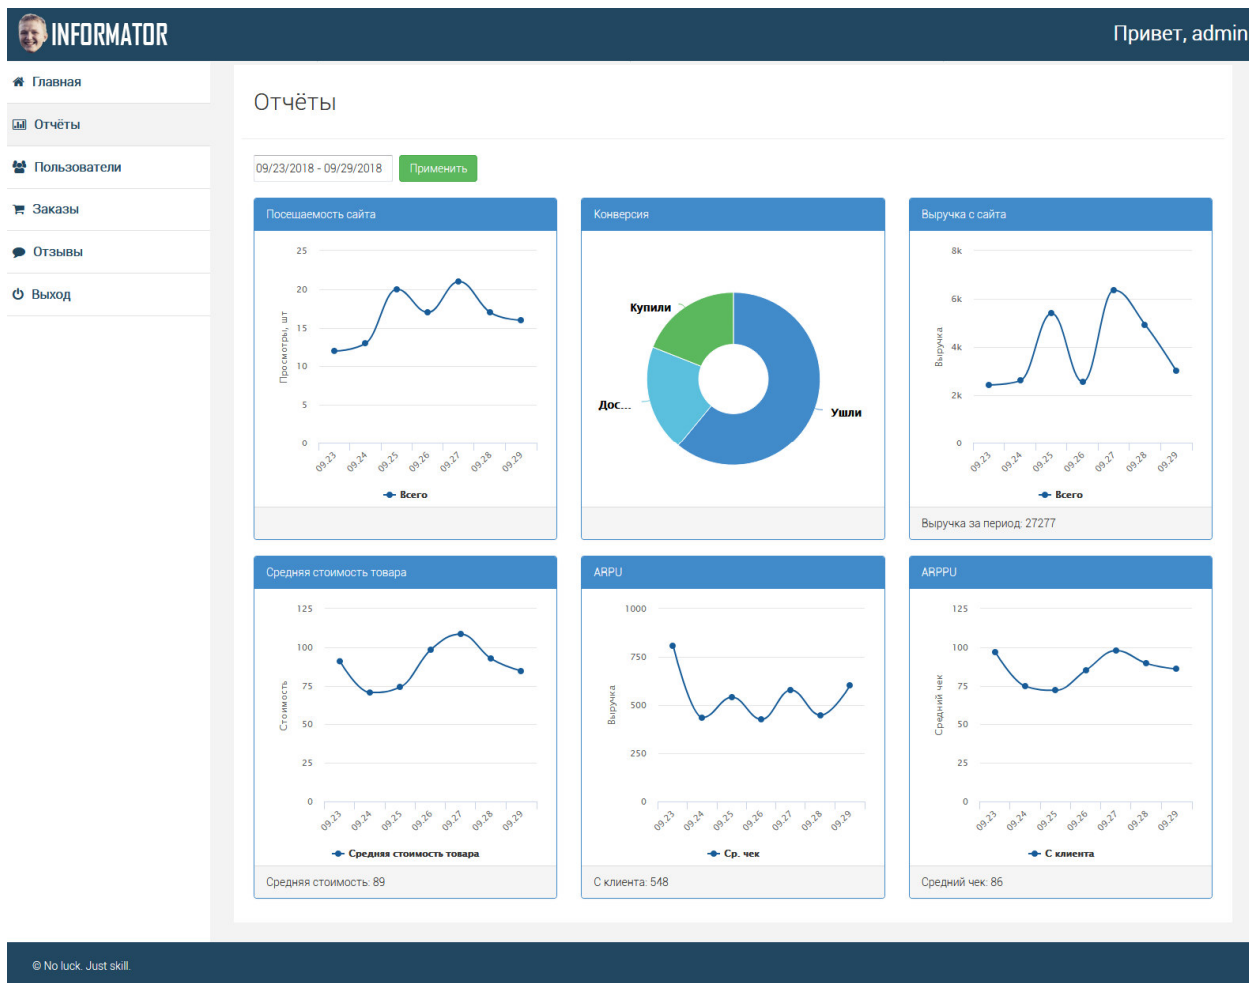 INFORMATOR
Привет, admin
Главная
Отчёты
Пользователи
Заказы
Отзывы
Выход
Отчёты
09/23/2018 - 09/29/2018
Применить
Посещаемость сайта
25
20
15
10
5
0
Просмотры, шт
09.23
09.24
09.25
09.26
09.27
09.28
09.29
Всего
Конверсия
Купили
Дос...
Ушли
Выручка с сайта
8k
6k
4k
2k
0
Выручка
09.23
09.24
09.25
09.26
09.27
09.28
09.29
Всего
Выручка за период: 27277
Средняя стоимость товара
125
100
75
50
25
0
Стоимость
09.23
09.24
09.25
09.26
09.27
09.28
09.29
Средняя стоимость товара
Средняя стоимость: 89
ARPU
1000
750
500
250
0
Выручка
09.23
09.24
09.25
09.26
09.27
09.28
09.29
Ср. чек
С клиента: 548
ARPPU
125
100
75
50
25
0
Средний чек
09.23
09.24
09.25
09.26
09.27
09.28
09.29
С клиента
Средний чек: 86
© No luck. Just skill.